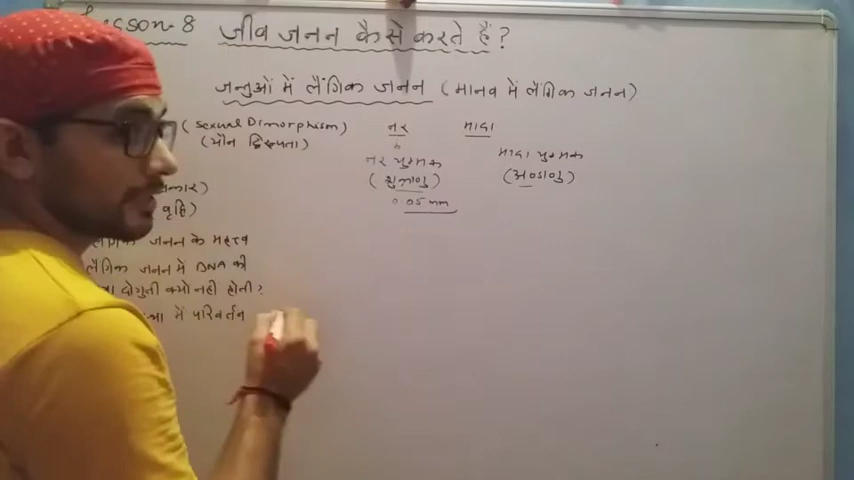 Lesson-8 जीव जनन कैसे करते हैं?
जन्तुओं में लैंगिक जनन (मानव में लैंगिक जनन)
(Sexual Dimorphism) नर मादा
(यौन द्विरूपता)
नर युग्मक मादा युग्मक
(शुक्राणु) (अण्डाणु)
0.05 mm
वृद्धि)
लैंगिक जनन के महत्व
लैंगिक जनन में DNA की
दोगुनी क्यो नही होती?
में परिवर्तन